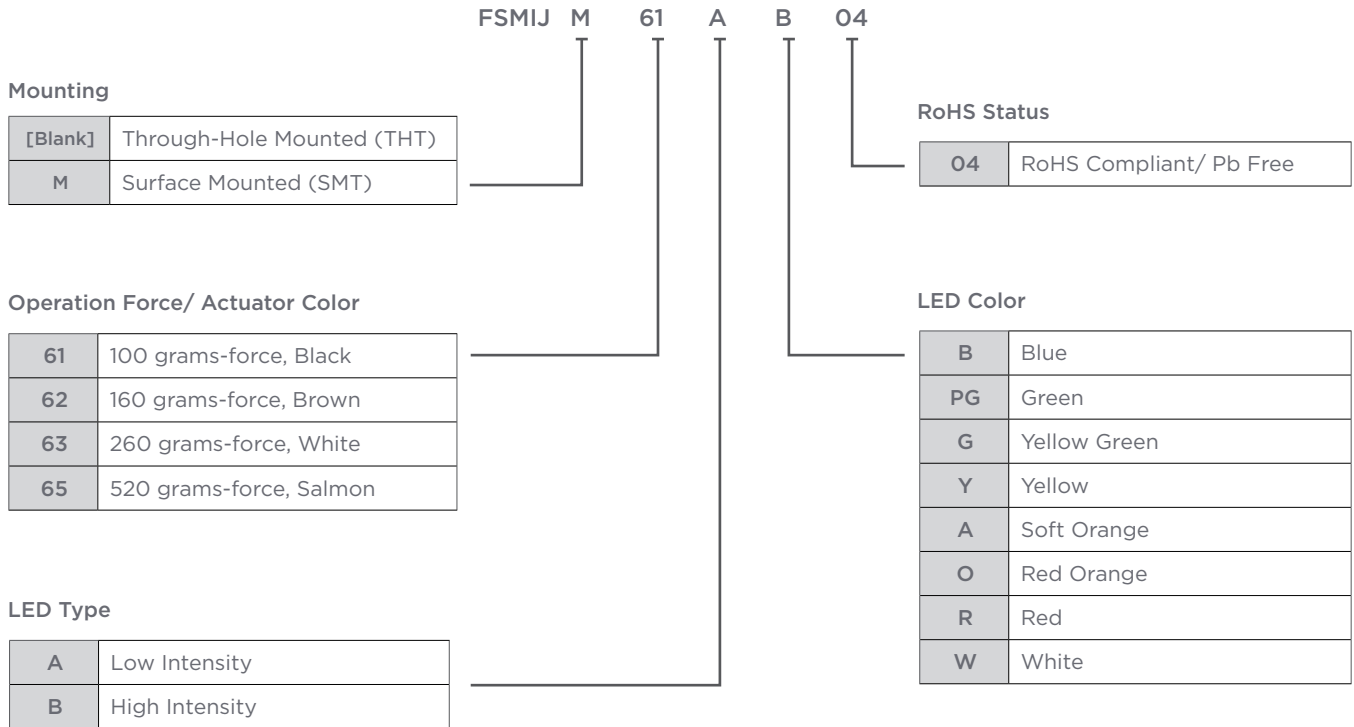 FSMIJ M 61 A B 04
Mounting
[Blank] Through-Hole Mounted (THT)
M Surface Mounted (SMT)
Operation Force/ Actuator Color
61 100 grams-force, Black
62 160 grams-force, Brown
63 260 grams-force, White
65 520 grams-force, Salmon
LED Type
A Low Intensity
B High Intensity
RoHS Status
04 RoHS Compliant/ Pb Free
LED Color
B Blue
PG Green
G Yellow Green
Y Yellow
A Soft Orange
O Red Orange
R Red
W White